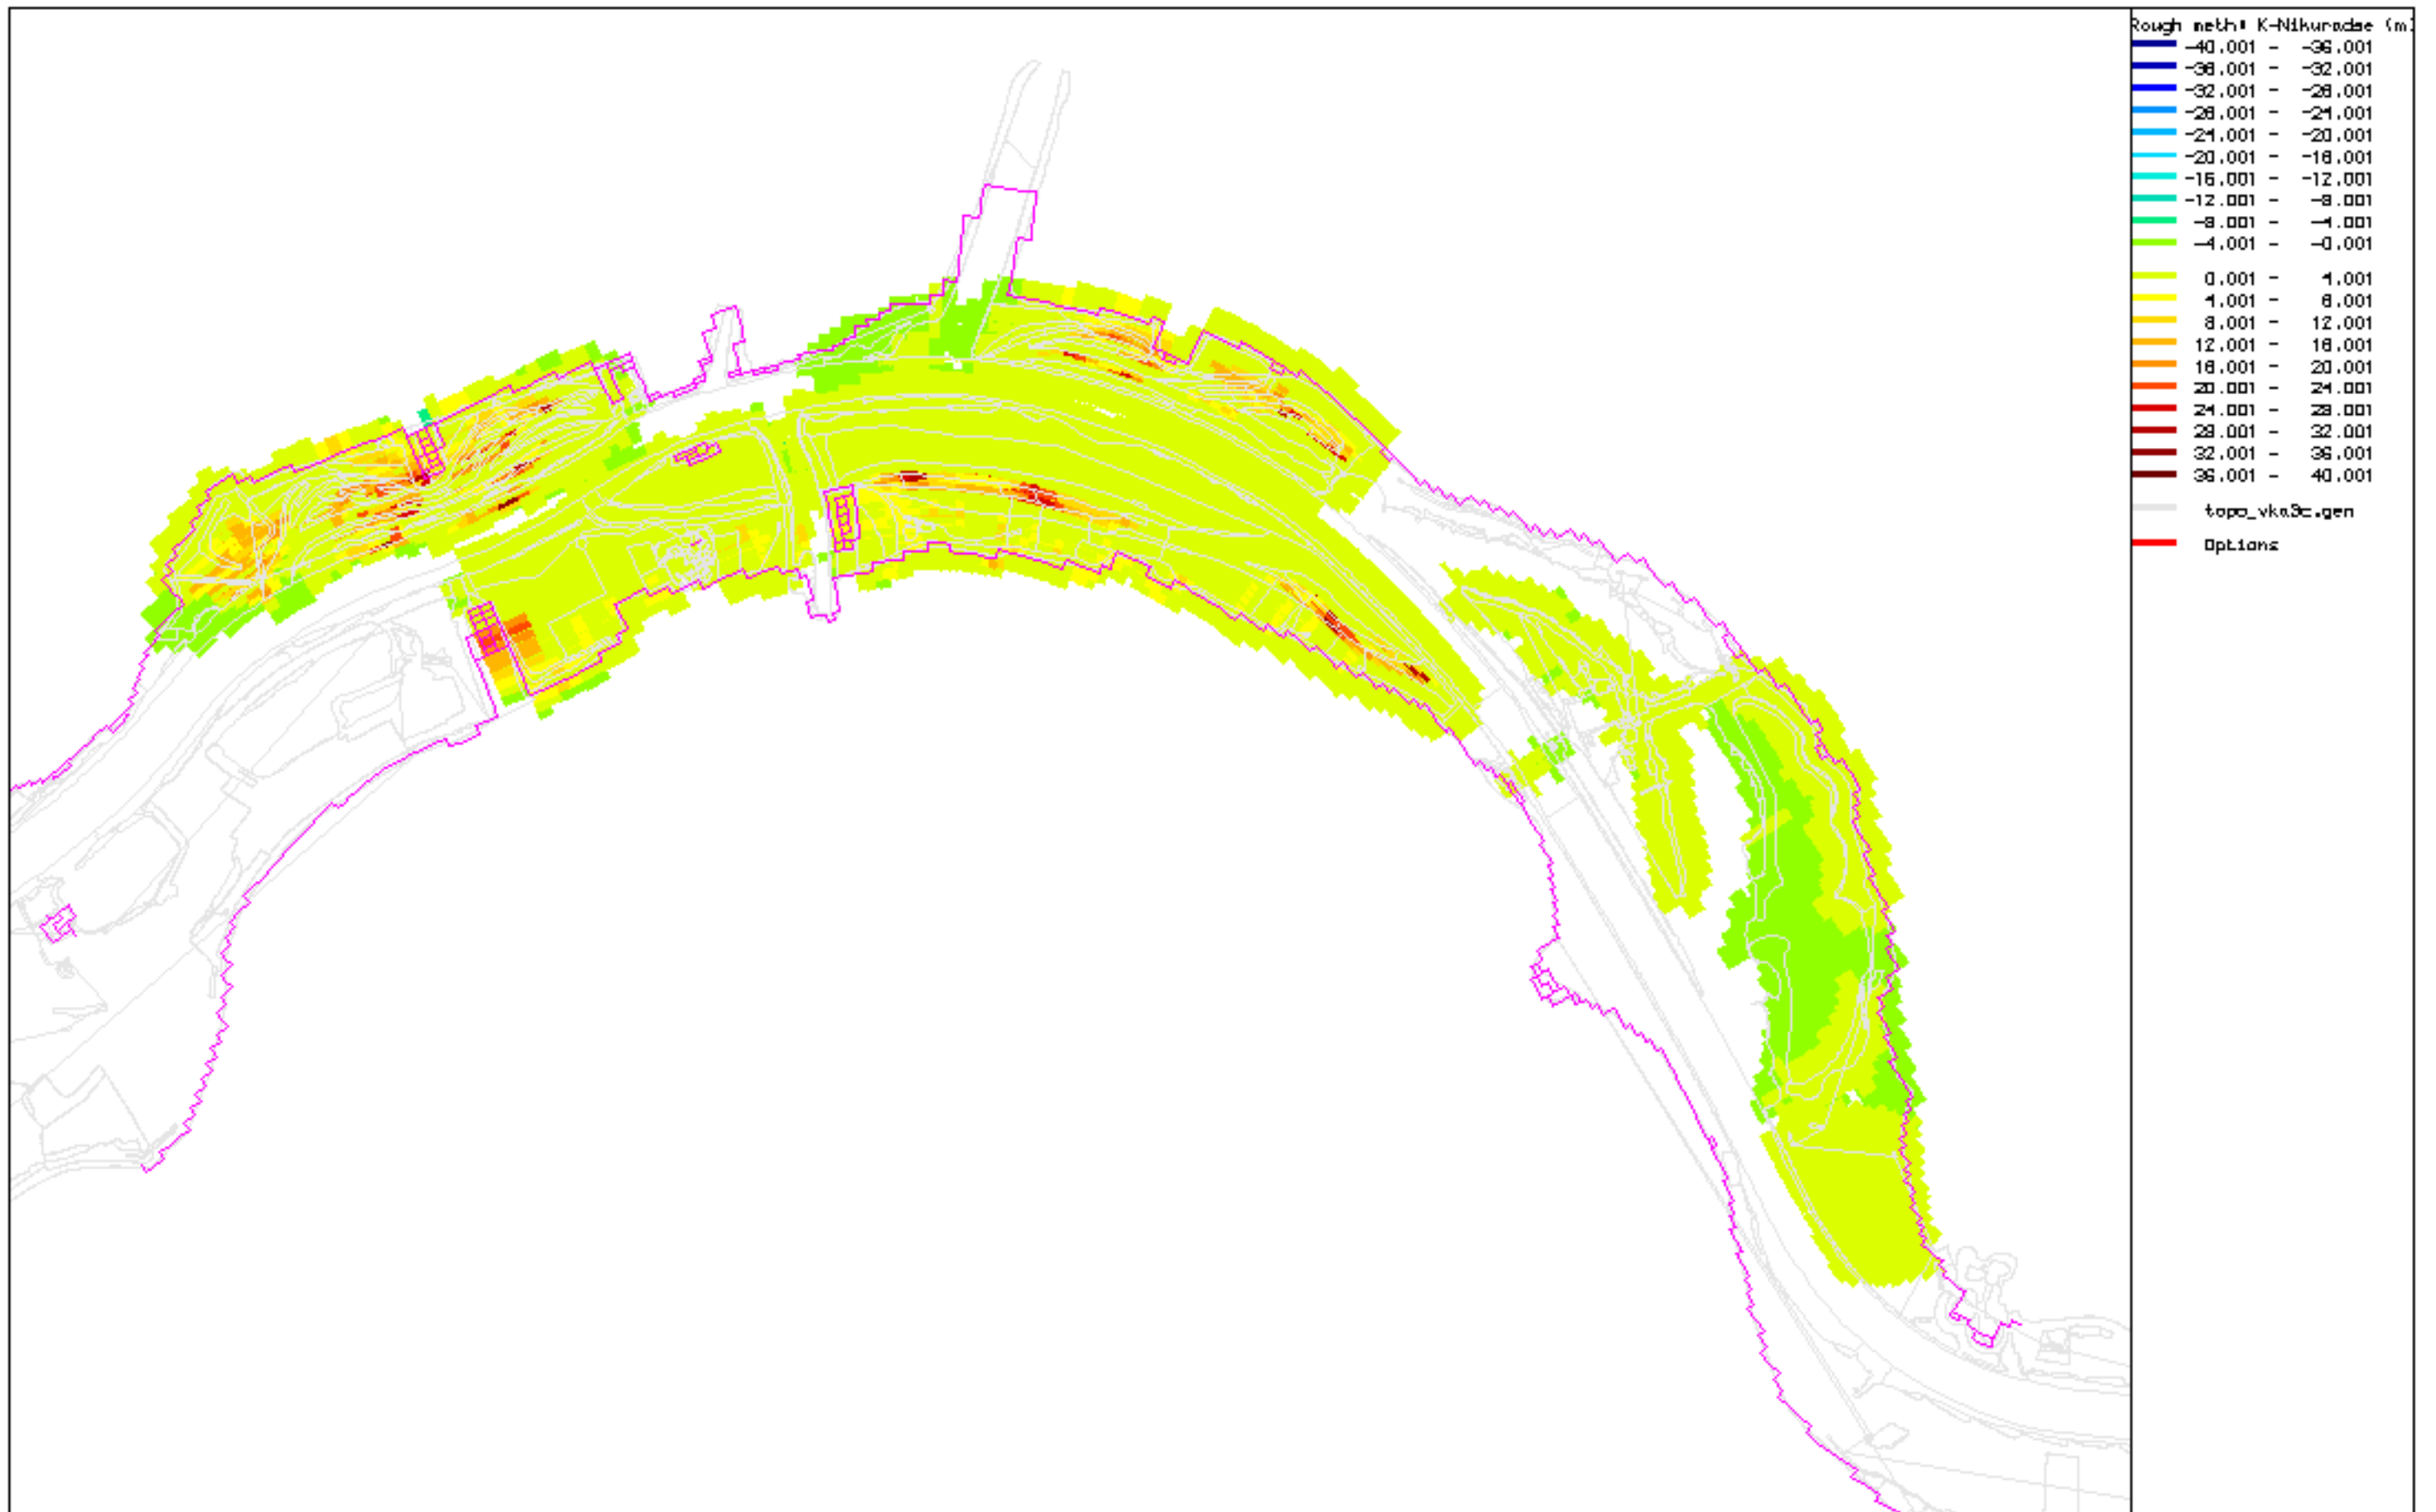 Rough meth: K-Nikuradse (m)
-40.001 - -36.001
-36.001 - -32.001
-32.001 - -28.001
-28.001 - -24.001
-24.001 - -20.001
-20.001 - -16.001
-16.001 - -12.001
-12.001 - -8.001
-8.001 - -4.001
-4.001 - -0.001
0.001 - 4.001
4.001 - 8.001
8.001 - 12.001
12.001 - 16.001
16.001 - 20.001
20.001 - 24.001
24.001 - 28.001
28.001 - 32.001
32.001 - 36.001
36.001 - 40.001
topo_vka3c.gen
Options